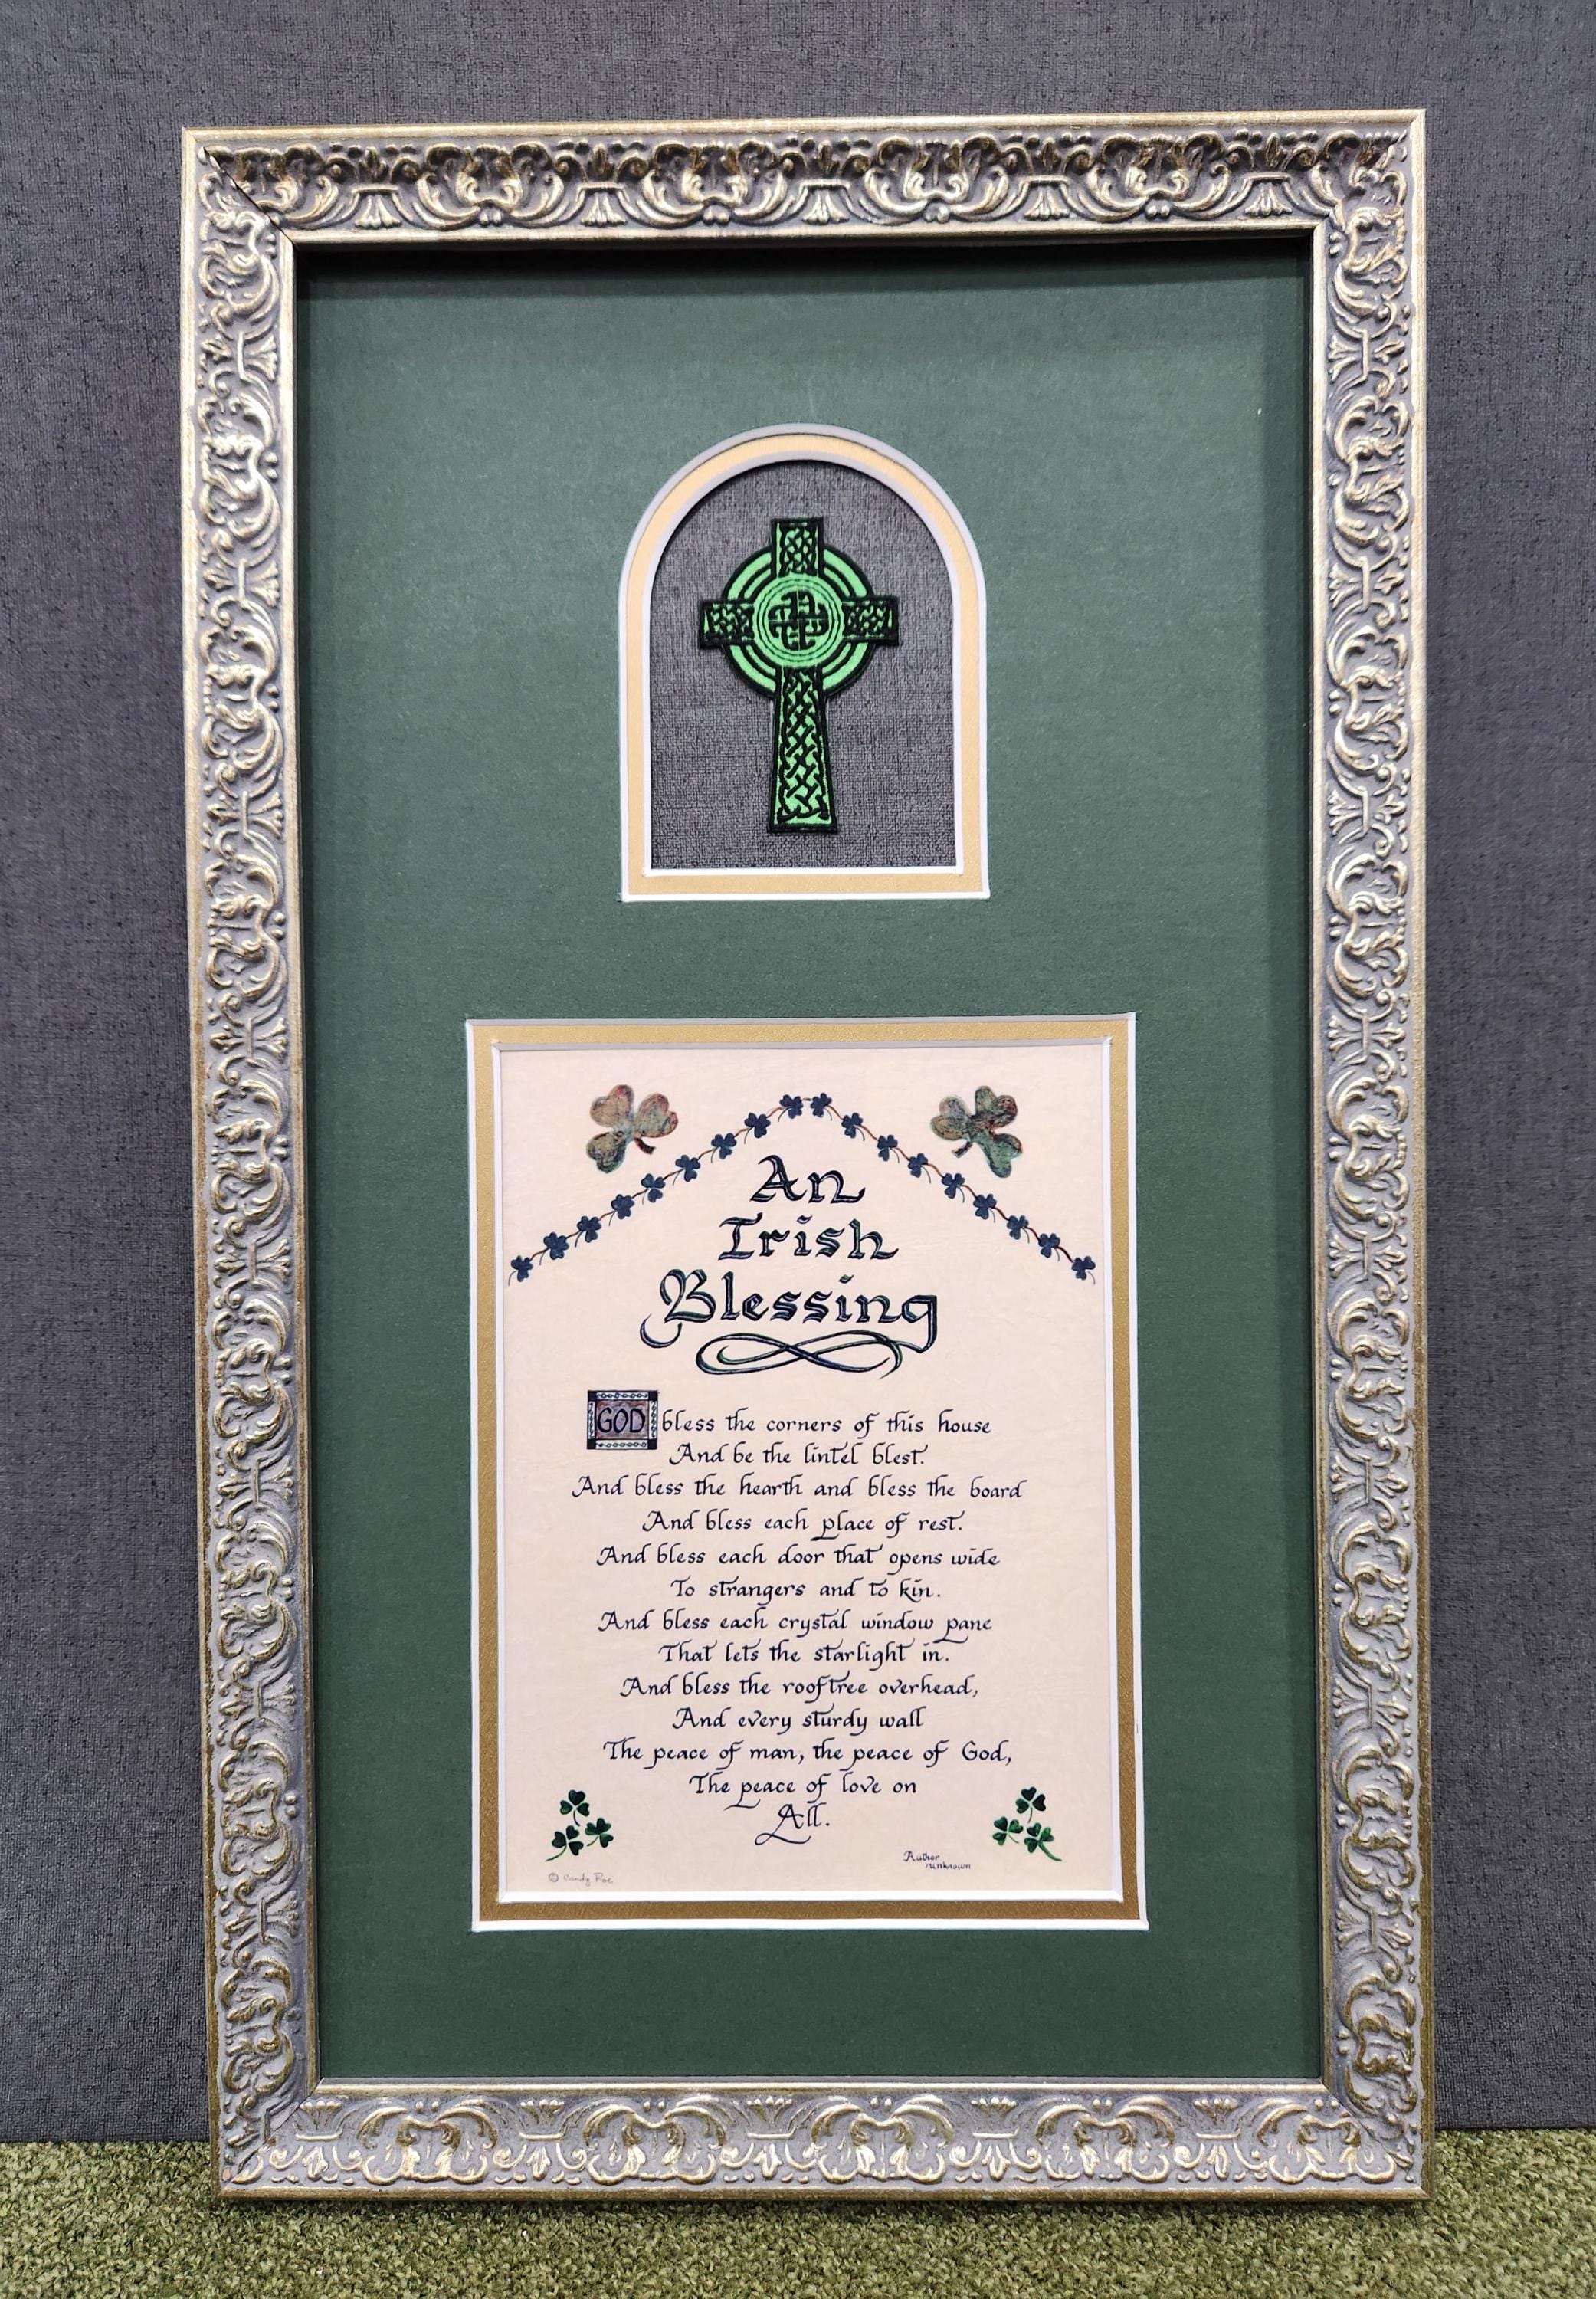 An
Irish
Blessing
GOD bless the corners of this house
And be the lintel blest.
And bless the hearth and bless the board
And bless each place of rest.
And bless each door that opens wide
To strangers and to kin.
And bless each crystal window pane
That lets the starlight in.
And bless the rooftree overhead,
And every sturdy wall
The peace of man, the peace of God,
The peace of love on
All.
Author
unknown
© Candy Rae